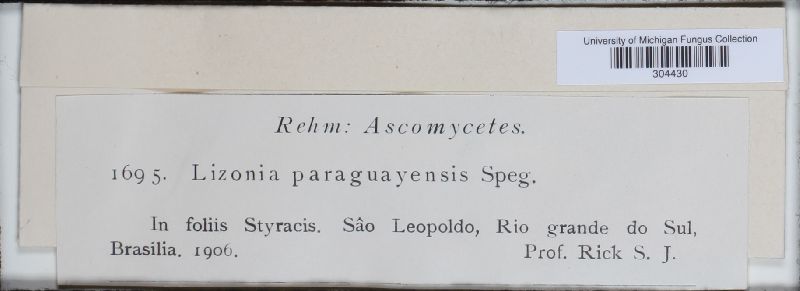 University of Michigan Fungus Collection
304430
Rehm: Ascomycetes.
1695. Lizonia paraguayensis Speg.
In foliis Styracis. Sâo Leopoldo, Rio grande do Sul,
Brasilia. 1906. Prof. Rick S. J.